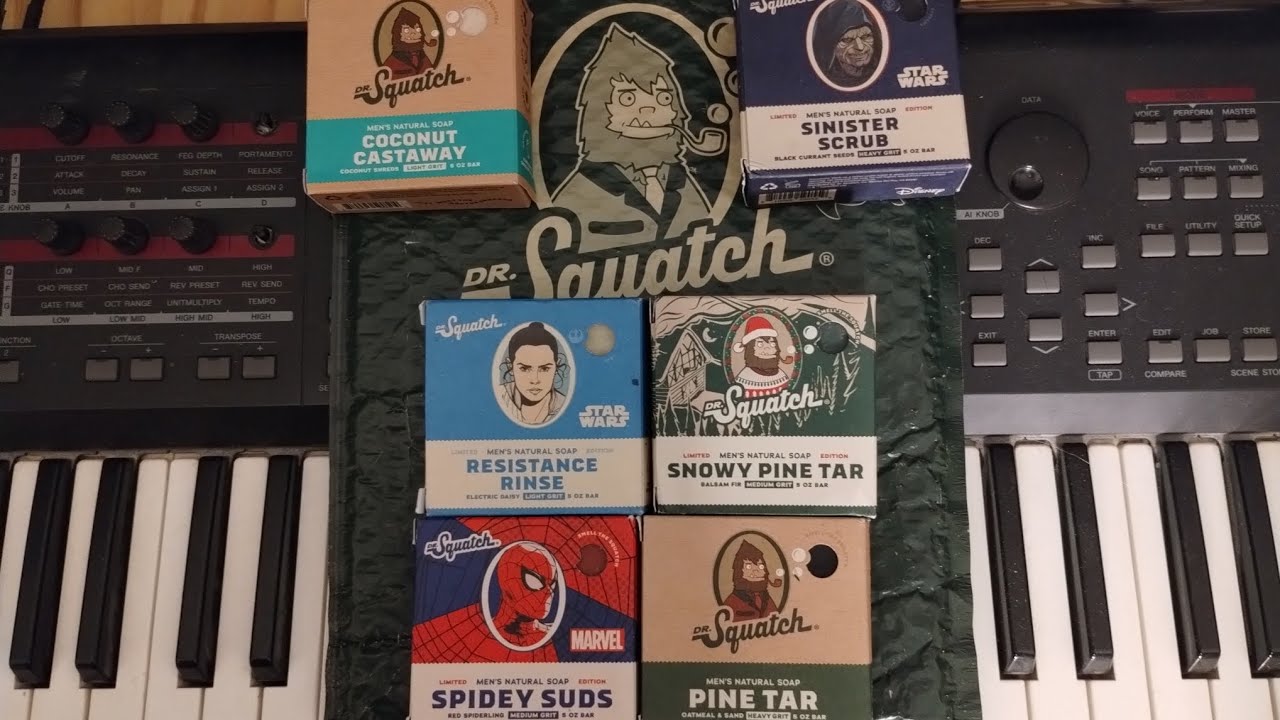 DR. Squatch®
MEN'S NATURAL SOAP
COCONUT
CASTAWAY
COCONUT SHREDS LIGHT GRIT 5 OZ BAR
Squatch
STAR
WARS
LIMITED MEN'S NATURAL SOAP EDITION
SINISTER
SCRUB
BLACK CURRANT SEEDS HEAVY GRIT 5 OZ BAR
Disney
DR. Squatch®
DR. Squatch
STAR
WARS
LIMITED MEN'S NATURAL SOAP EDITION
RESISTANCE
RINSE
ELECTRIC DAISY LIGHT GRIT 5 OZ BAR
DR. Squatch
LIMITED MEN'S NATURAL SOAP EDITION
SNOWY PINE TAR
BALSAM FIR MEDIUM GRIT 5 OZ BAR
DR. Squatch
MARVEL
LIMITED MEN'S NATURAL SOAP EDITION
SPIDEY SUDS
RED SPIDERLING MEDIUM GRIT 5 OZ BAR
DR. Squatch®
MEN'S NATURAL SOAP
PINE TAR
OATMEAL & SAND HEAVY GRIT 5 OZ BAR
1 CUTOFF RESONANCE FEG DEPTH PORTAMENTO
2 ATTACK DECAY SUSTAIN RELEASE
3 VOLUME PAN ASSIGN 1 ASSIGN 2
KNOB A B C D
LOW MID F MID HIGH
CHO PRESET CHO SEND REV PRESET REV SEND
GATE TIME OCT RANGE UNITMULTIPLY TEMPO
LOW LOW MID HIGH MID HIGH
OCTAVE TRANSPOSE
- + - +
DATA
VOICE PERFORM MASTER
SONG PATTERN MIXING
AI KNOB
FILE UTILITY QUICK
SETUP
DEC INC
EXIT ENTER EDIT JOB STORE
TAP COMPARE